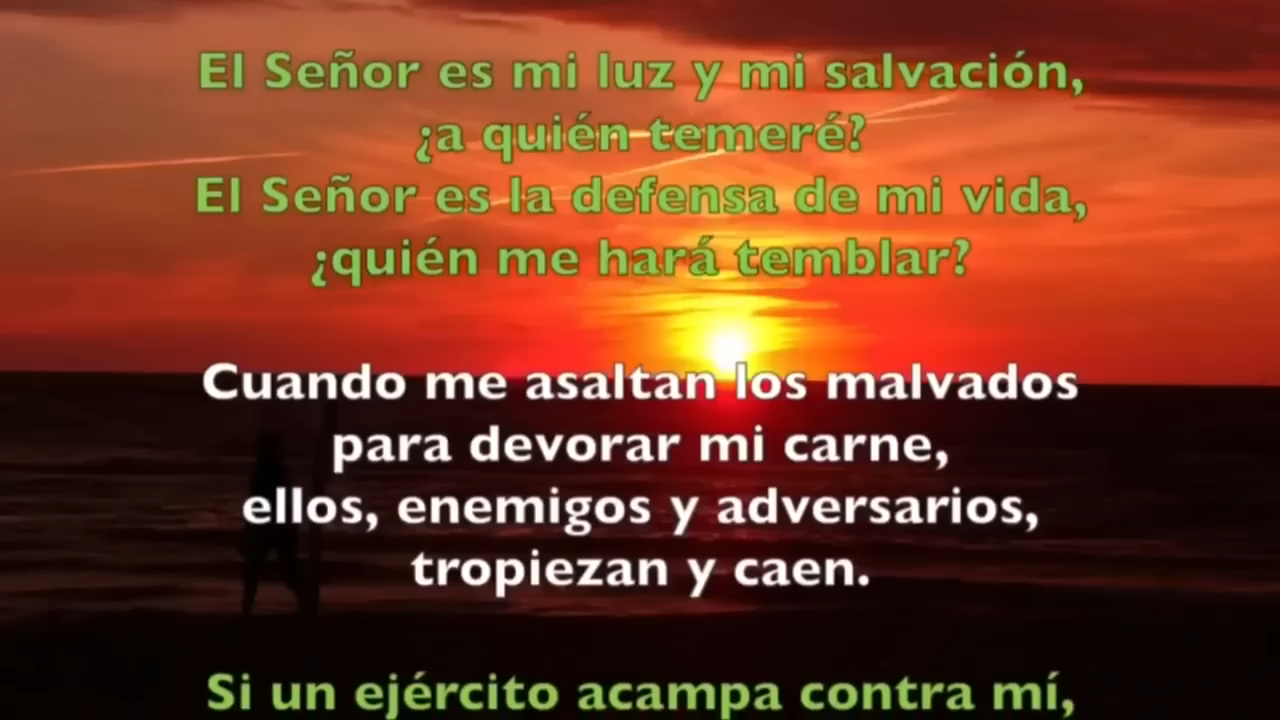 El Señor es mi luz y mi salvación,
¿a quién temeré?
El Señor es la defensa de mi vida,
¿quién me hará temblar?
Cuando me asaltan los malvados
para devorar mi carne,
ellos, enemigos y adversarios,
tropiezan y caen.
Si un ejército acampa contra mí,